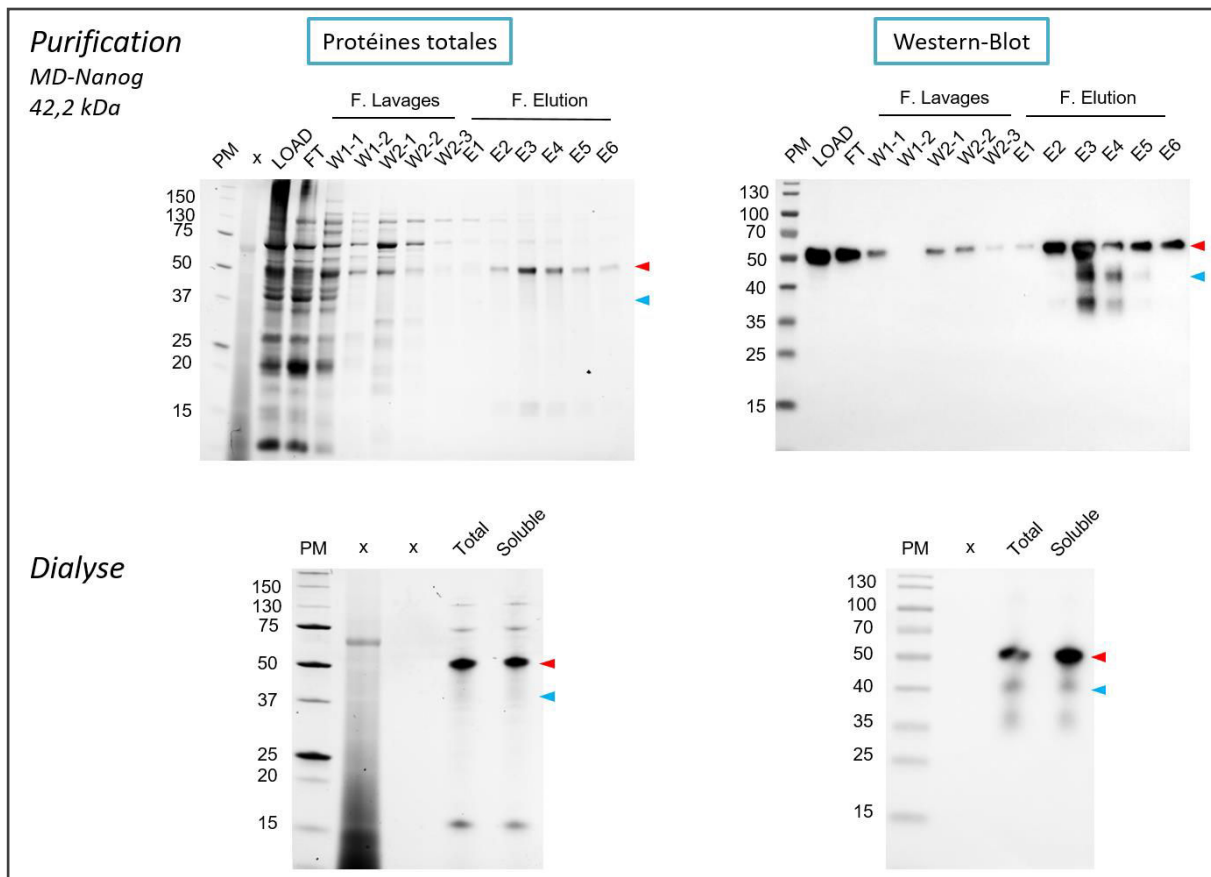 Purification
MD-Nanog
42,2 kDa
Protéines totales
F. Lavages
F. Elution
PM
x
LOAD
FT
W1-1
W1-2
W2-1
W2-2
W2-3
E1
E2
E3
E4
E5
E6
150
130
75
50
37
25
20
15
Western-Blot
F. Lavages
F. Elution
PM
LOAD
FT
W1-1
W1-2
W2-1
W2-2
W2-3
E1
E2
E3
E4
E5
E6
130
100
70
50
40
35
25
15
Dialyse
PM
x
x
Total
Soluble
150
130
75
50
37
25
20
15
PM
x
Total
Soluble
130
100
70
50
40
35
25
15